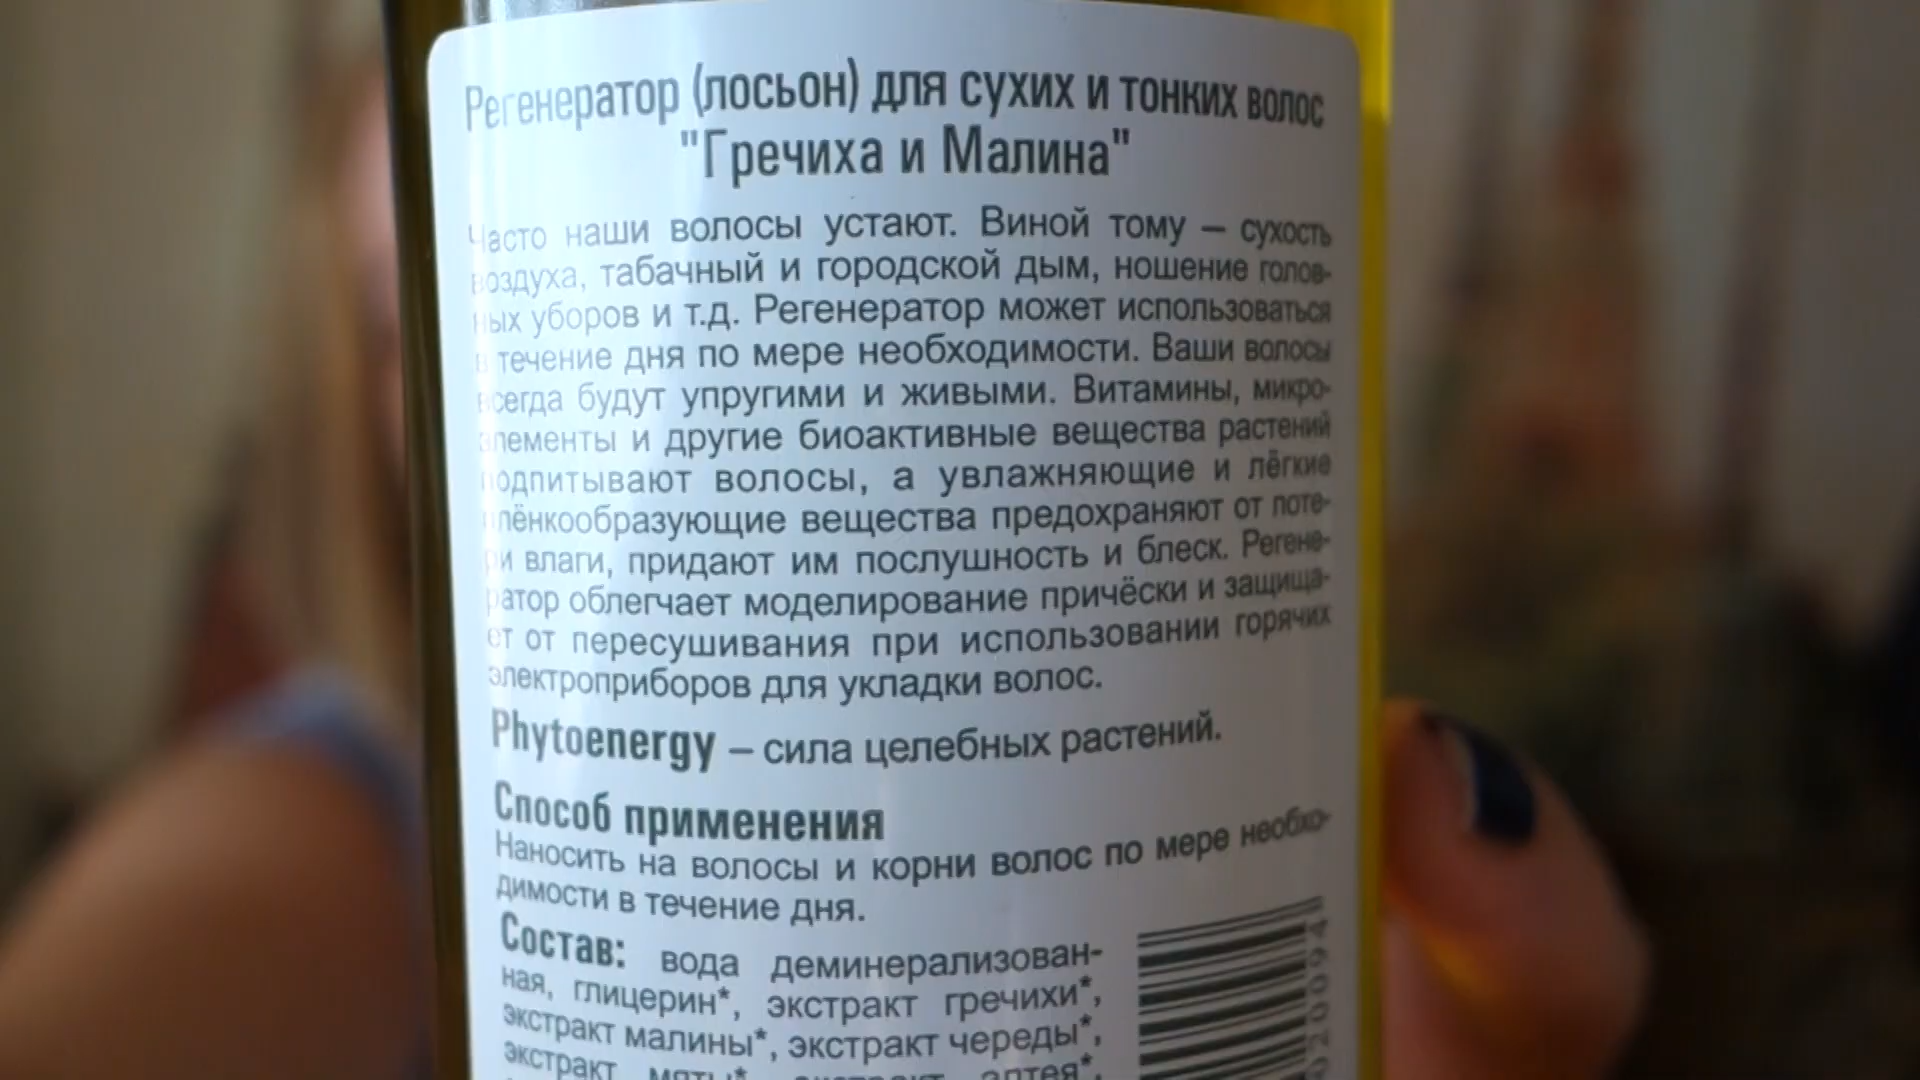 Регенератор (лосьон) для сухих и тонких волос
"Гречиха и Малина"
Часто наши волосы устают. Виной тому – сухость
воздуха, табачный и городской дым, ношение голов-
ных уборов и т.д. Регенератор может использоваться
в течение дня по мере необходимости. Ваши волосы
всегда будут упругими и живыми. Витамины, микро-
элементы и другие биоактивные вещества растений
подпитывают волосы, а увлажняющие и лёгкие
плёнкообразующие вещества предохраняют от поте-
ри влаги, придают им послушность и блеск. Регене-
ратор облегчает моделирование причёски и защища-
ет от пересушивания при использовании горячих
электроприборов для укладки волос.
Phytoenergy – сила целебных растений.
Способ применения
Наносить на волосы и корни волос по мере необхо-
димости в течение дня.
Состав: вода деминерализован-
ная, глицерин*, экстракт гречихи*,
экстракт малины*, экстракт череды*,
экстракт мяты*, экстракт алтея*,